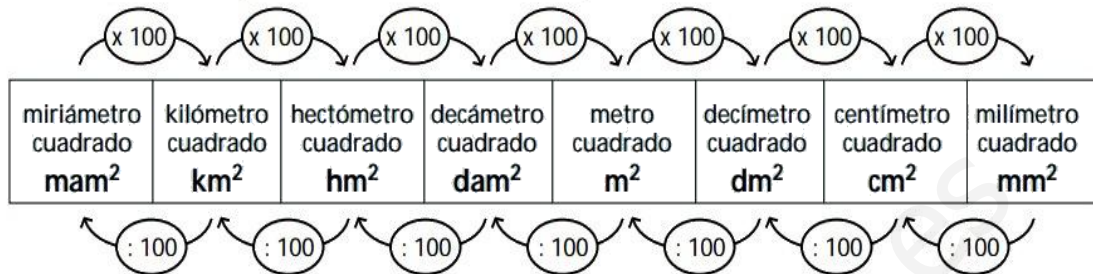 x 100 x 100 x 100 x 100 x 100 x 100 x 100
miriámetro kilómetro hectómetro decámetro metro decímetro centímetro milímetro
cuadrado cuadrado cuadrado cuadrado cuadrado cuadrado cuadrado cuadrado
mam² km² hm² dam² m² dm² cm² mm²
: 100 : 100 : 100 : 100 : 100 : 100 : 100
es